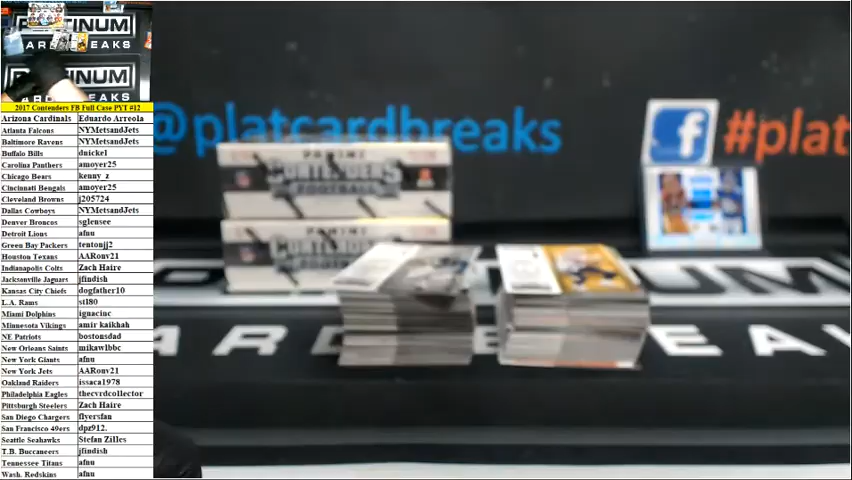 PLATINUM
CARD BREAKS
PLATINUM
CARD BREAKS
2017 Contenders FB Full Case PYT #12
Arizona Cardinals Eduardo Arreola
Atlanta Falcons NYMetsandJets
Baltimore Ravens NYMetsandJets
Buffalo Bills dnickel
Carolina Panthers amoyer25
Chicago Bears kenny_z
Cincinnati Bengals amoyer25
Cleveland Browns j205724
Dallas Cowboys NYMetsandJets
Denver Broncos sglensee
Detroit Lions afnu
Green Bay Packers tentonjj2
Houston Texans AARonv21
Indianapolis Colts Zach Haire
Jacksonville Jaguars jfindish
Kansas City Chiefs dogfather10
L.A. Rams stl80
Miami Dolphins ignacinc
Minnesota Vikings amir kaikhah
NE Patriots bostonsdad
New Orleans Saints mikawlbbc
New York Giants afnu
New York Jets AARonv21
Oakland Raiders issaca1978
Philadelphia Eagles thecvrdcollector
Pittsburgh Steelers Zach Haire
San Diego Chargers flyersfan
San Francisco 49ers dpz912.
Seattle Seahawks Stefan Zilles
T.B. Buccaneers jfindish
Tennessee Titans afnu
Wash. Redskins afnu
@platcardbreaks
f
#plat
PANINI
CONTENDERS
FOOTBALL
CONTENDERS